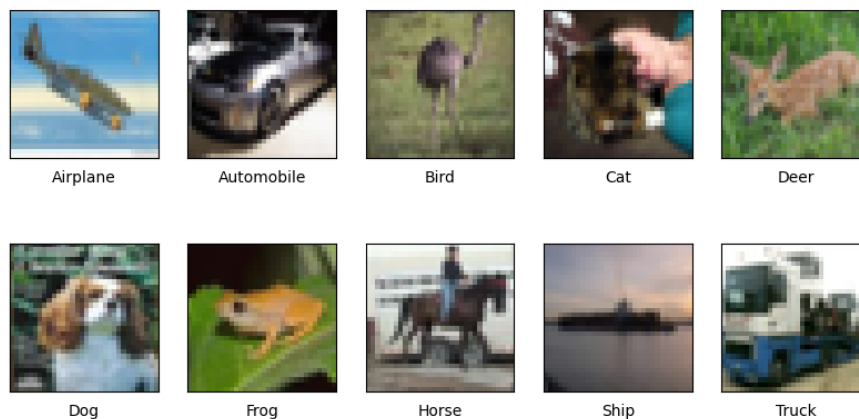 Airplane
Automobile
Bird
Cat
Deer
Dog
Frog
Horse
Ship
Truck